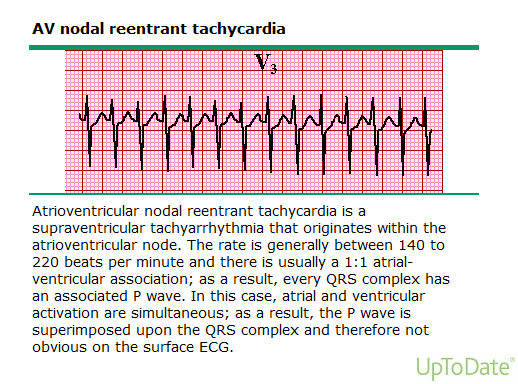 AV nodal reentrant tachycardia
V3
Atrioventricular nodal reentrant tachycardia is a
supraventricular tachyarrhythmia that originates within the
atrioventricular node. The rate is generally between 140 to
220 beats per minute and there is usually a 1:1 atrial-
ventricular association; as a result, every QRS complex has
an associated P wave. In this case, atrial and ventricular
activation are simultaneous; as a result, the P wave is
superimposed upon the QRS complex and therefore not
obvious on the surface ECG.
UpToDate®